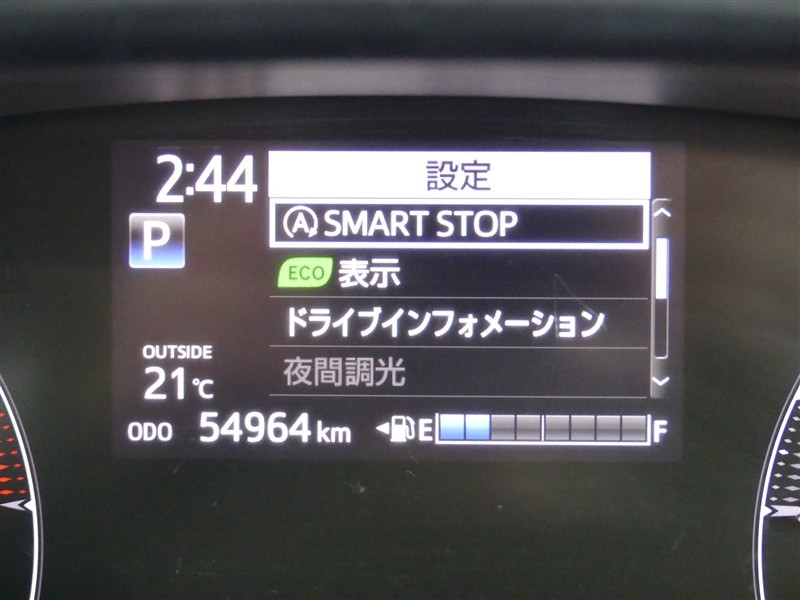 2:44
設定
P
SMART STOP
ECO 表示
ドライブインフォメーション
夜間調光
OUTSIDE
21℃
ODO 54964 km
E F